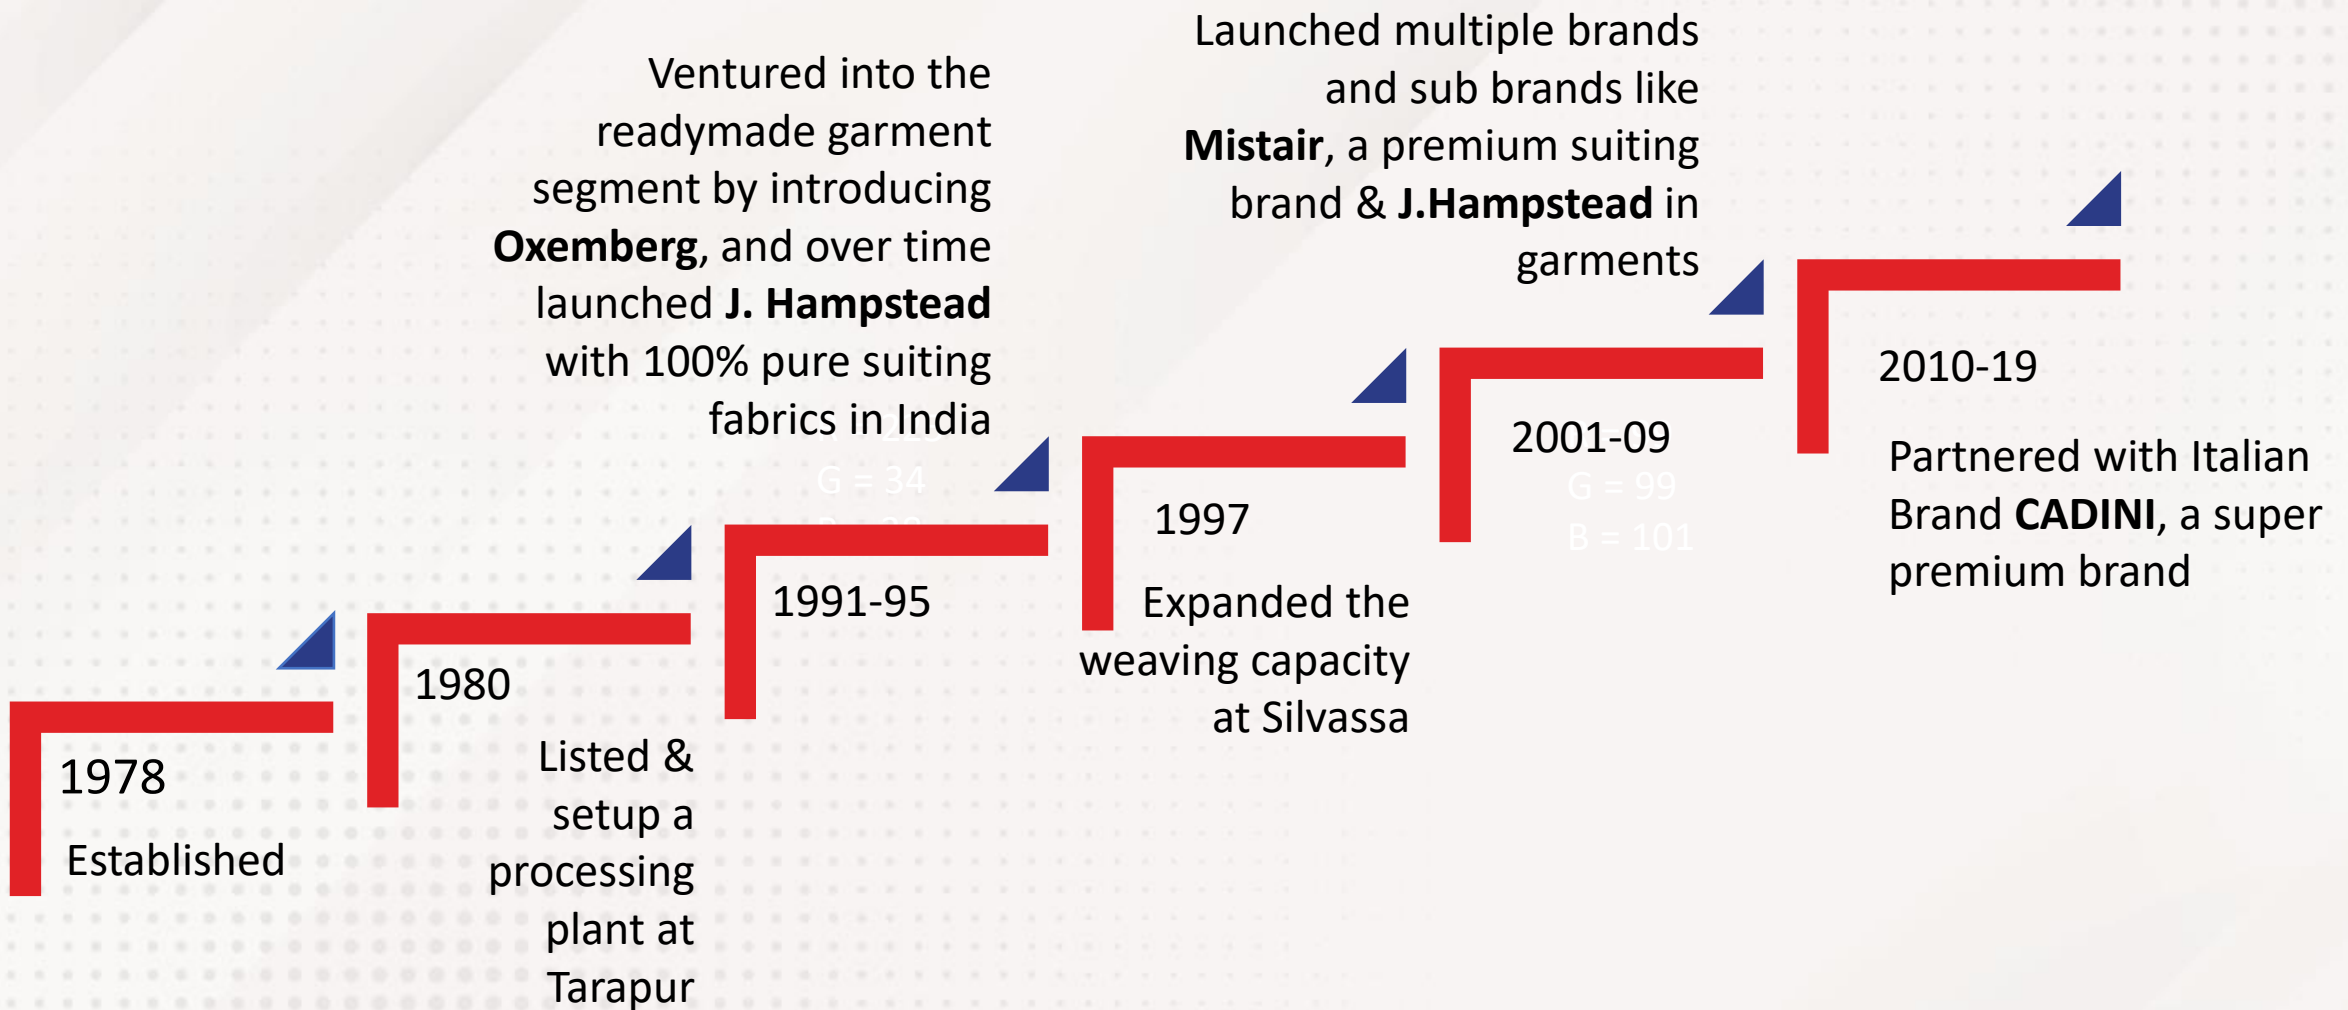 1978
Established
1980
Listed &
setup a
processing
plant at
Tarapur
Ventured into the
readymade garment
segment by introducing
Oxemberg, and over time
launched J. Hampstead
with 100% pure suiting
fabrics in India
G = 34
1991-95
1997
Expanded the
weaving capacity
at Silvassa
Launched multiple brands
and sub brands like
Mistair, a premium suiting
brand & J.Hampstead in
garments
2001-09
G = 99
B = 101
2010-19
Partnered with Italian
Brand CADINI, a super
premium brand